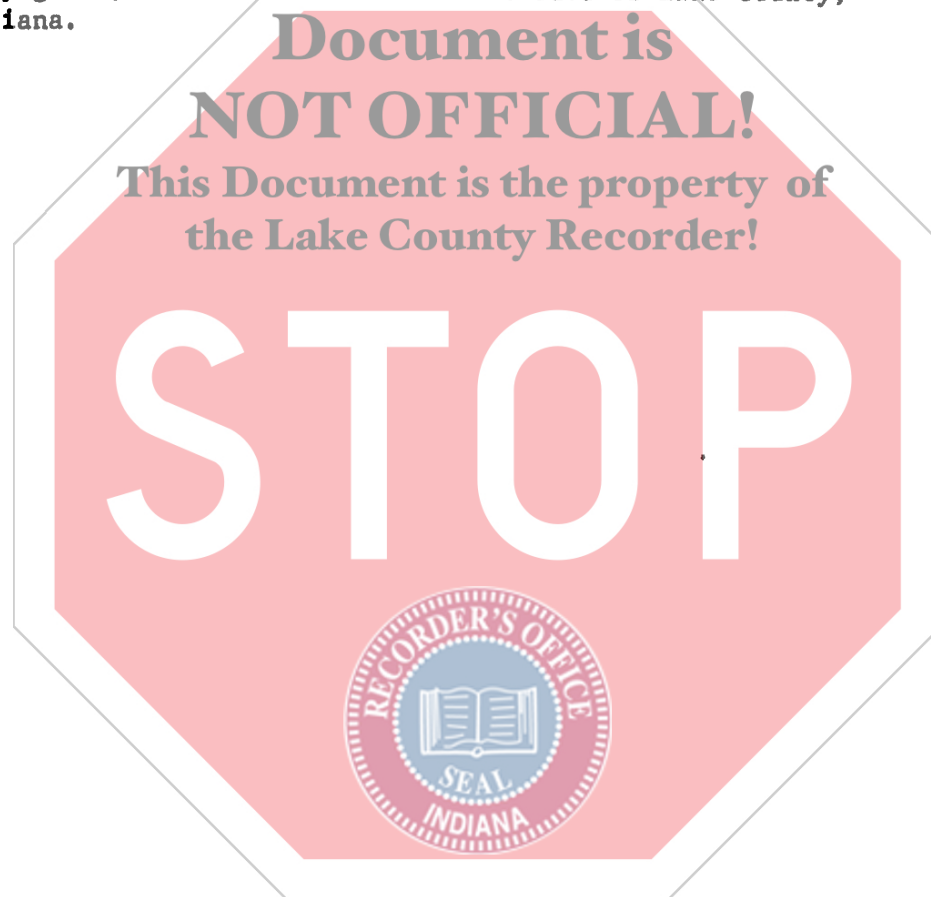 County,
iana.
Document is
NOT OFFICIAL!
This Document is the property of
the Lake County Recorder!
STOP
RECORDER'S OFFICE
SEAL
INDIANA